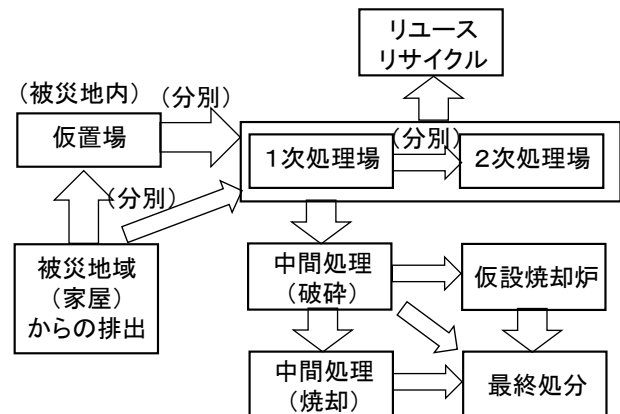 リユース
リサイクル
（被災地内）
（分別）
仮置場
（分別）
1次処理場
2次処理場
（分別）
被災地域
（家屋）
からの排出
中間処理
（破砕）
仮設焼却炉
中間処理
（焼却）
最終処分